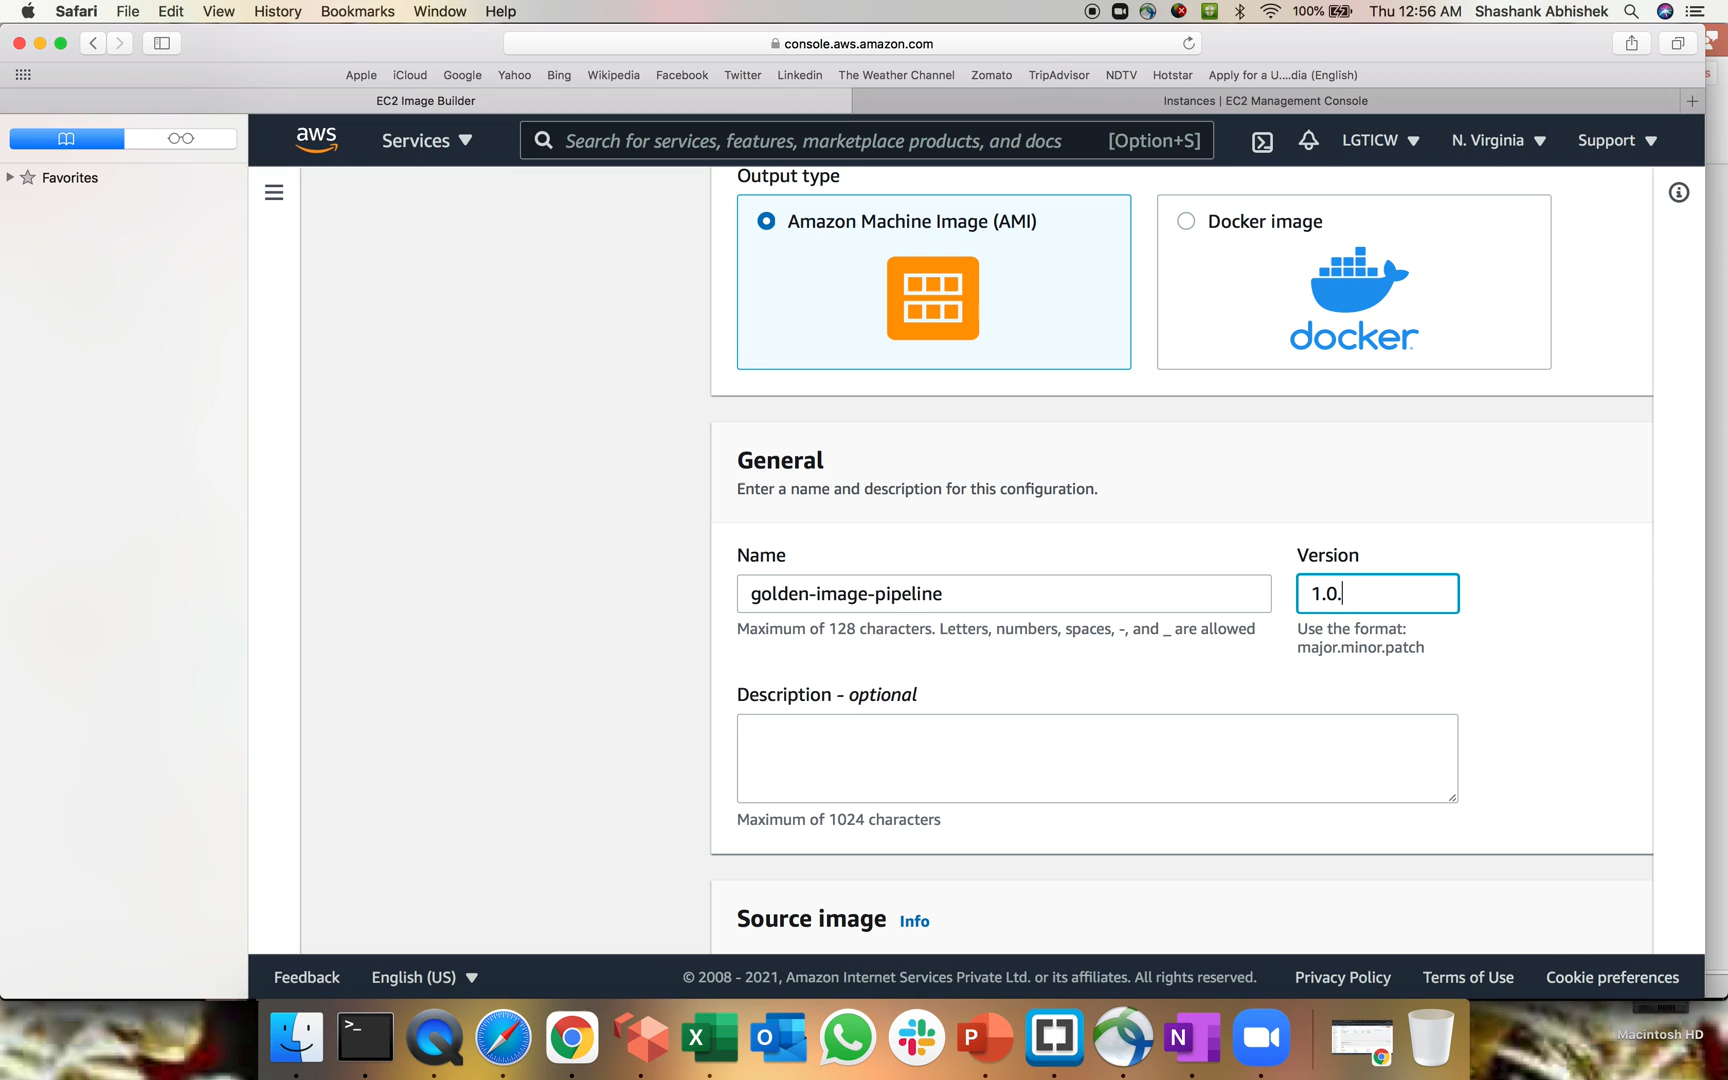 Safari File Edit View History Bookmarks Window Help 100% Thu 12:56 AM Shashank Abhishek
console.aws.amazon.com
Apple iCloud Google Yahoo Bing Wikipedia Facebook Twitter Linkedin The Weather Channel Zomato TripAdvisor NDTV Hotstar Apply for a U....dia (English)
EC2 Image Builder Instances | EC2 Management Console
aws Services Search for services, features, marketplace products, and docs [Option+S] LGTICW N. Virginia Support
Favorites
Output type
Amazon Machine Image (AMI) Docker image
docker
General
Enter a name and description for this configuration.
Name Version
golden-image-pipeline 1.0.
Maximum of 128 characters. Letters, numbers, spaces, -, and _ are allowed Use the format:
major.minor.patch
Description - optional
Maximum of 1024 characters
Source image Info
Feedback English (US) © 2008 - 2021, Amazon Internet Services Private Ltd. or its affiliates. All rights reserved. Privacy Policy Terms of Use Cookie preferences
Macintosh HD